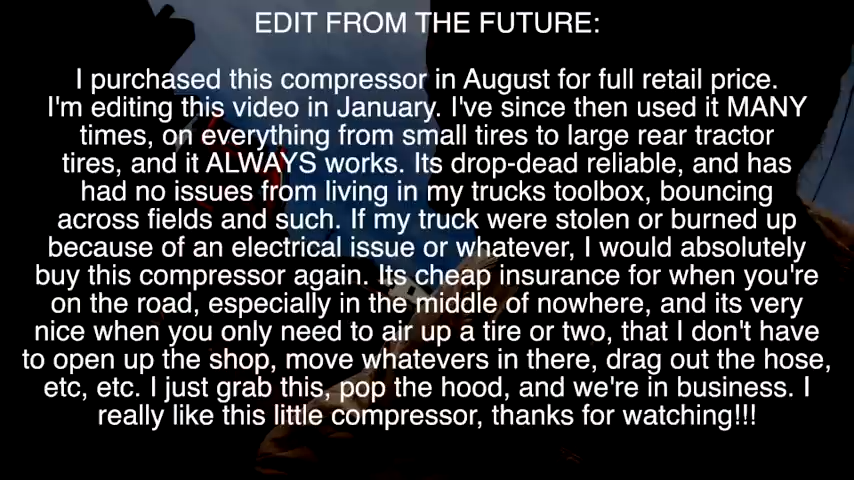 EDIT FROM THE FUTURE:
I purchased this compressor in August for full retail price.
I'm editing this video in January. I've since then used it MANY
times, on everything from small tires to large rear tractor
tires, and it ALWAYS works. Its drop-dead reliable, and has
had no issues from living in my trucks toolbox, bouncing
across fields and such. If my truck were stolen or burned up
because of an electrical issue or whatever, I would absolutely
buy this compressor again. Its cheap insurance for when you're
on the road, especially in the middle of nowhere, and its very
nice when you only need to air up a tire or two, that I don't have
to open up the shop, move whatevers in there, drag out the hose,
etc, etc. I just grab this, pop the hood, and we're in business. I
really like this little compressor, thanks for watching!!!